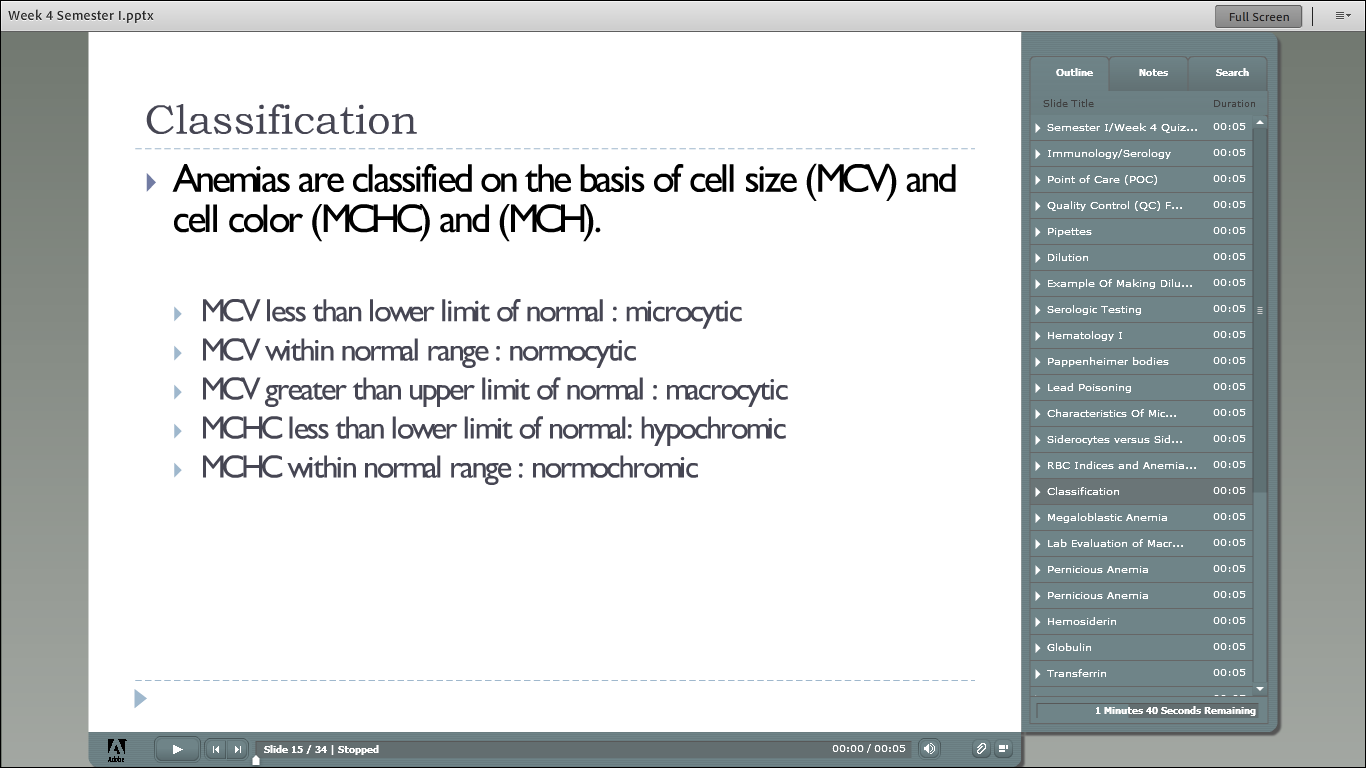 Week 4 Semester I.pptx
Full Screen
Classification
Anemias are classified on the basis of cell size (MCV) and
cell color (MCHC) and (MCH).
MCV less than lower limit of normal : microcytic
MCV within normal range : normocytic
MCV greater than upper limit of normal : macrocytic
MCHC less than lower limit of normal: hypochromic
MCHC within normal range : normochromic
Outline Notes Search
Slide Title Duration
Semester I/Week 4 Quiz... 00:05
Immunology/Serology 00:05
Point of Care (POC) 00:05
Quality Control (QC) F... 00:05
Pipettes 00:05
Dilution 00:05
Example Of Making Dilu... 00:05
Serologic Testing 00:05
Hematology I 00:05
Pappenheimer bodies 00:05
Lead Poisoning 00:05
Characteristics Of Mic... 00:05
Siderocytes versus Sid... 00:05
RBC Indices and Anemia... 00:05
Classification 00:05
Megaloblastic Anemia 00:05
Lab Evaluation of Macr... 00:05
Pernicious Anemia 00:05
Pernicious Anemia 00:05
Hemosiderin 00:05
Globulin 00:05
Transferrin 00:05
1 Minutes 40 Seconds Remaining
Adobe
Slide 15 / 34 | Stopped 00:00 / 00:05